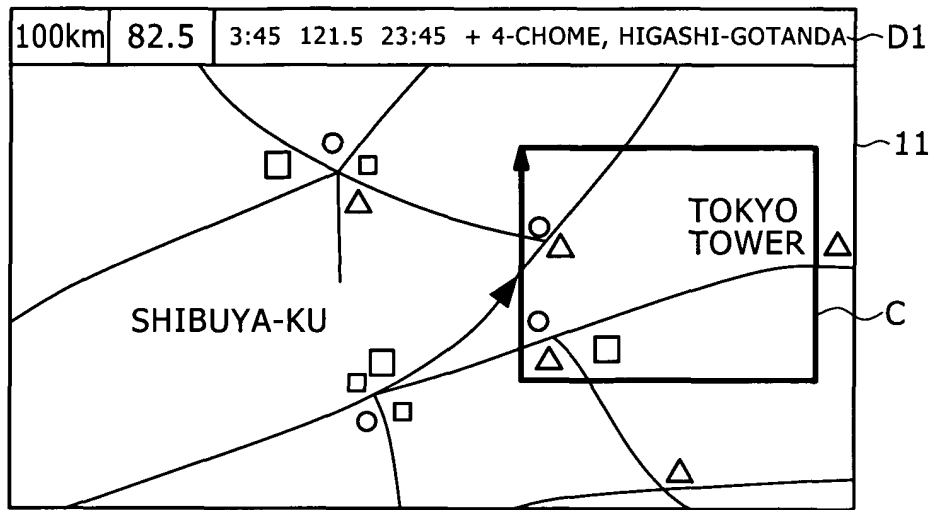 100km 82.5 3:45 121.5 23:45 + 4-CHOME, HIGASHI-GOTANDA D1
11
TOKYO
TOWER
SHIBUYA-KU
C